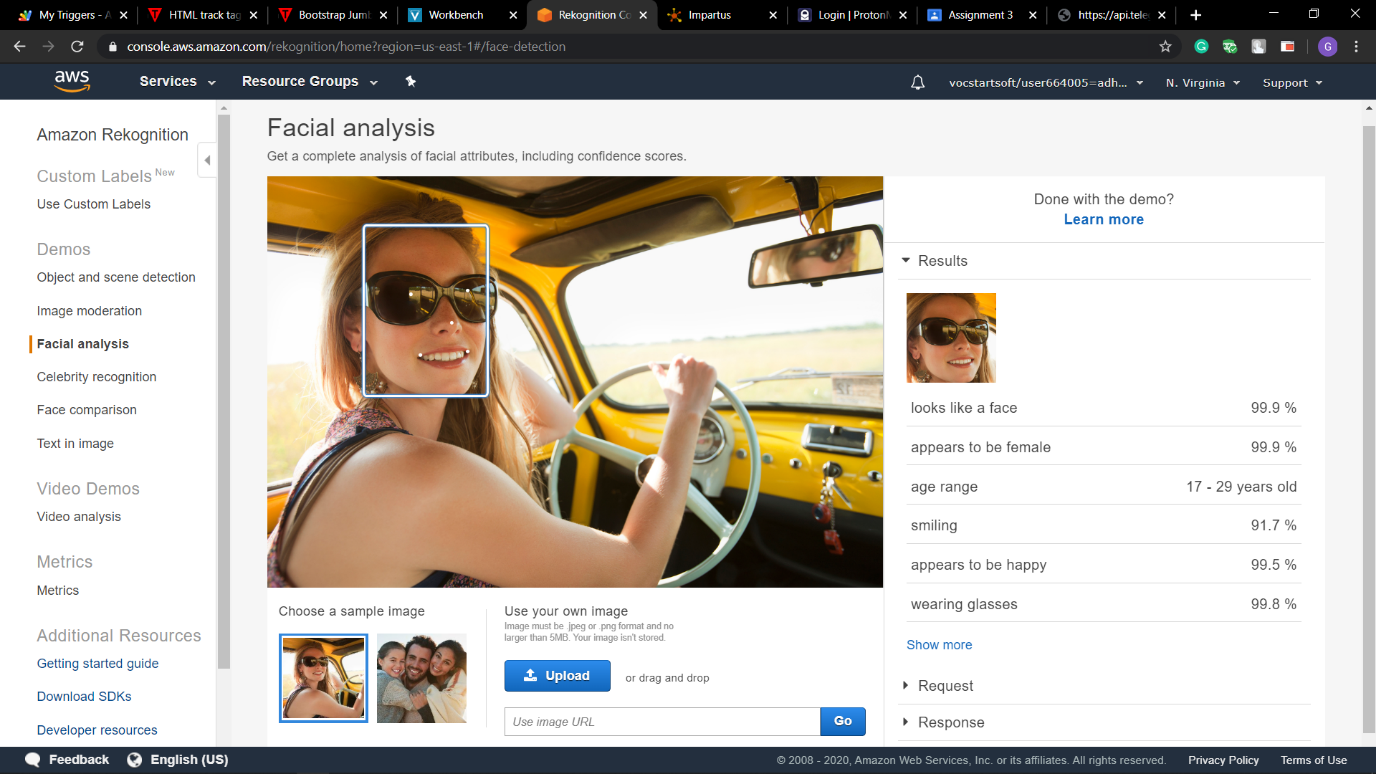 My Triggers - A
HTML track tag
Bootstrap Jumb
Workbench
Rekognition Co
Impartus
Login | ProtonM
Assignment 3
https://api.tele
console.aws.amazon.com/rekognition/home?region=us-east-1#/face-detection
G
aws
Services
Resource Groups
vocstartsoft/user664005=adh...
N. Virginia
Support
Amazon Rekognition
Custom Labels New
Use Custom Labels
Demos
Object and scene detection
Image moderation
Facial analysis
Celebrity recognition
Face comparison
Text in image
Video Demos
Video analysis
Metrics
Metrics
Additional Resources
Getting started guide
Download SDKs
Developer resources
Facial analysis
Get a complete analysis of facial attributes, including confidence scores.
Choose a sample image
Use your own image
Image must be .jpeg or .png format and no
larger than 5MB. Your image isn't stored.
Upload
or drag and drop
Use image URL
Go
Done with the demo?
Learn more
Results
looks like a face 99.9 %
appears to be female 99.9 %
age range 17 - 29 years old
smiling 91.7 %
appears to be happy 99.5 %
wearing glasses 99.8 %
Show more
Request
Response
Feedback
English (US)
© 2008 - 2020, Amazon Web Services, Inc. or its affiliates. All rights reserved.
Privacy Policy
Terms of Use